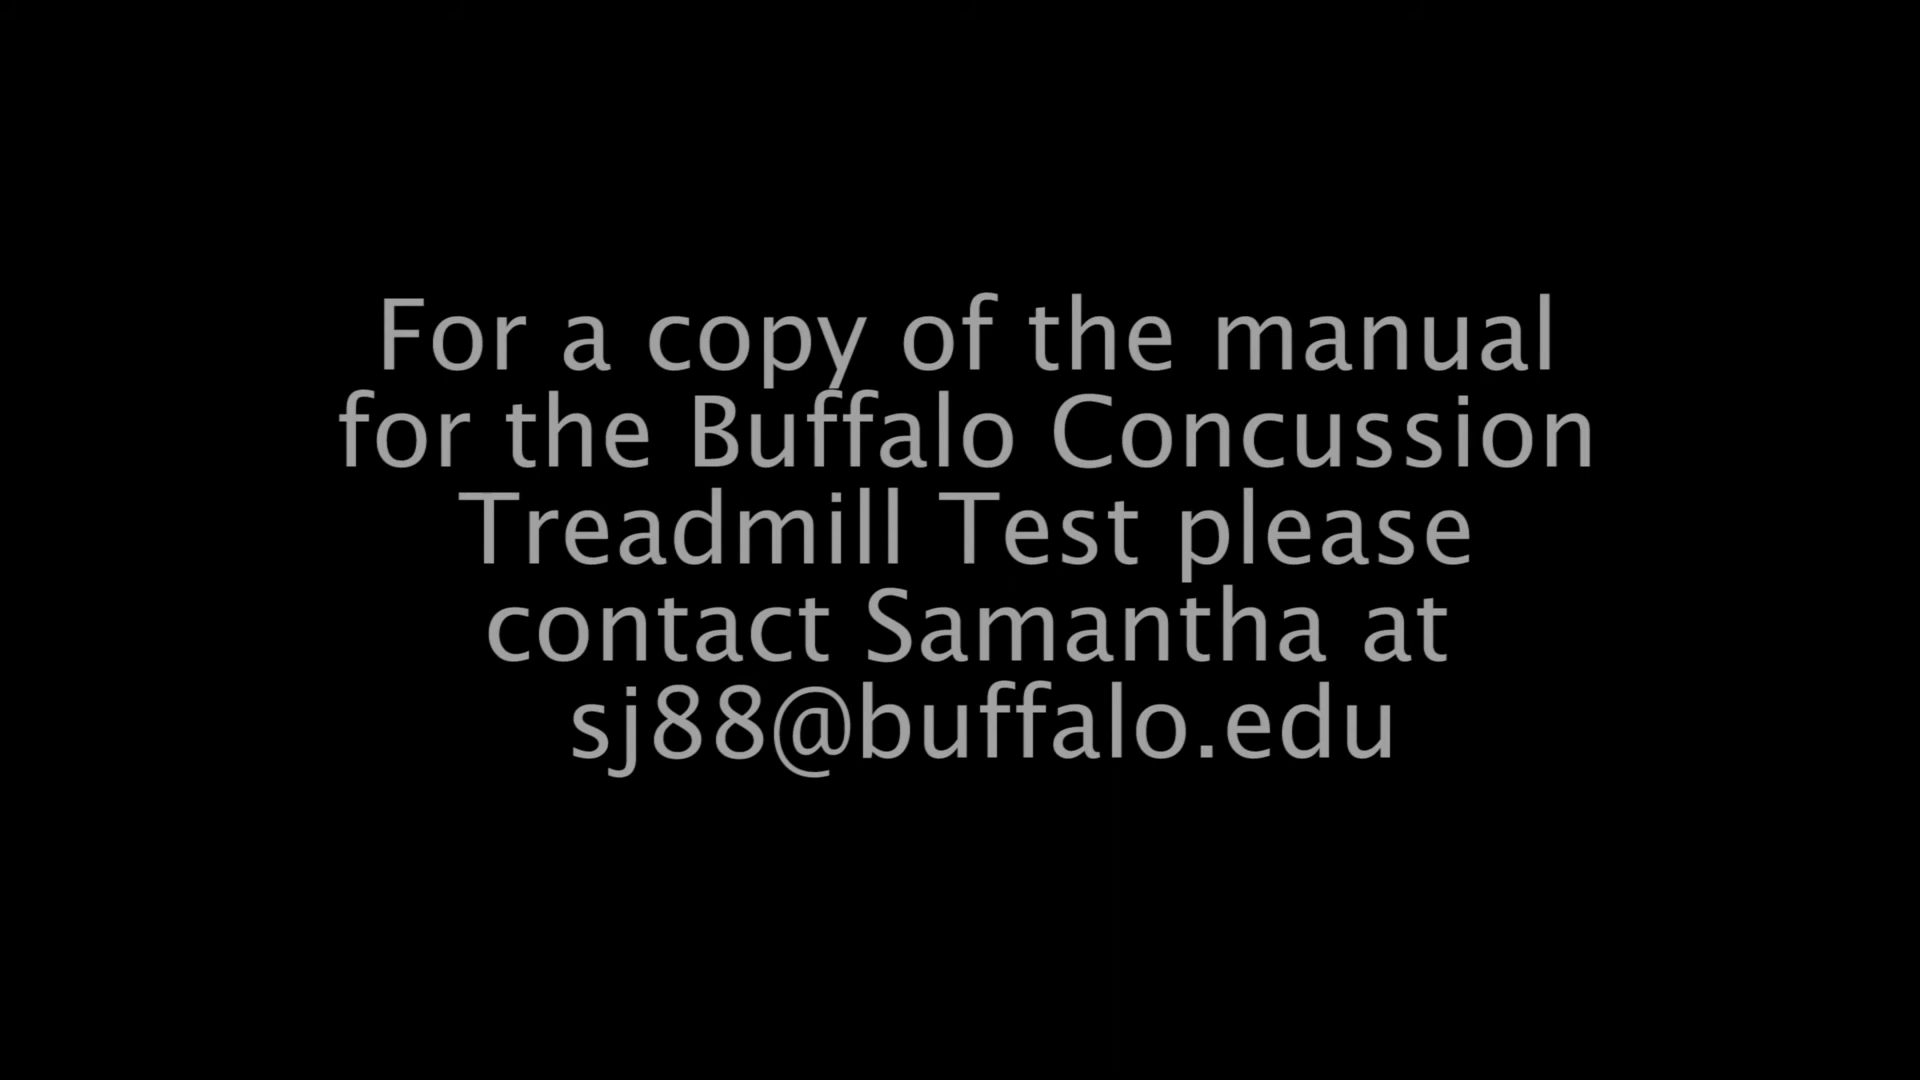 For a copy of the manual
for the Buffalo Concussion
Treadmill Test please
contact Samantha at
sj88@buffalo.edu